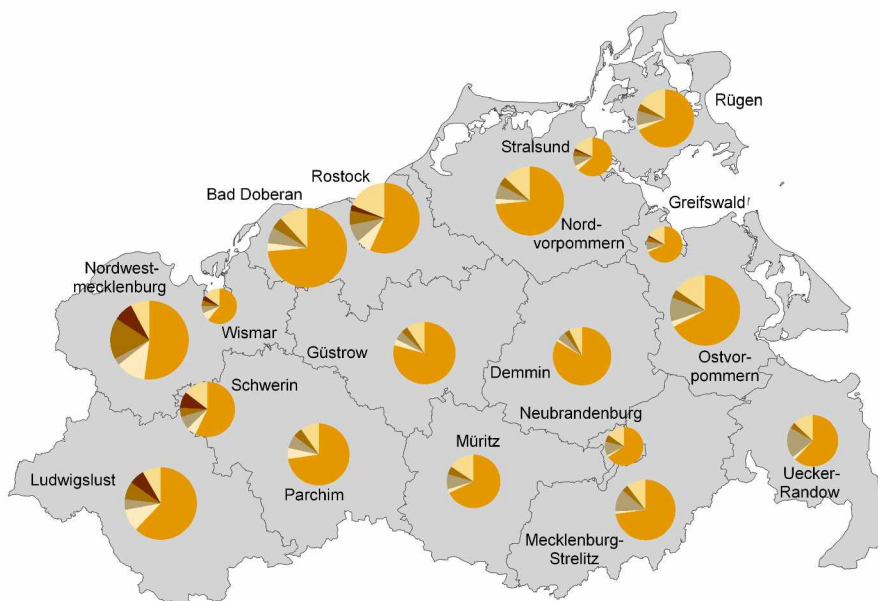 Rügen
Stralsund
Rostock
Bad Doberan
Greifswald
Nord-
vorpommern
Nordwest-
mecklenburg
Wismar
Güstrow
Demmin
Ostvor-
pommern
Schwerin
Neubrandenburg
Müritz
Ludwigslust
Parchim
Uecker-
Randow
Mecklenburg-
Strelitz